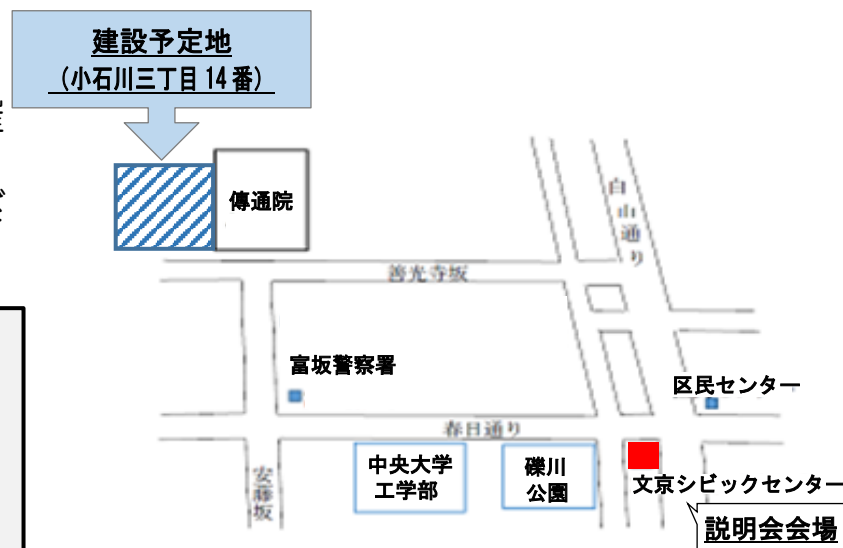 建設予定地
（小石川三丁目14番）
傳通院
白山通り
善光寺坂
富坂警察署
区民センター
春日通り
安藤坂
中央大学
工学部
礫川
公園
文京シビックセンター
説明会会場